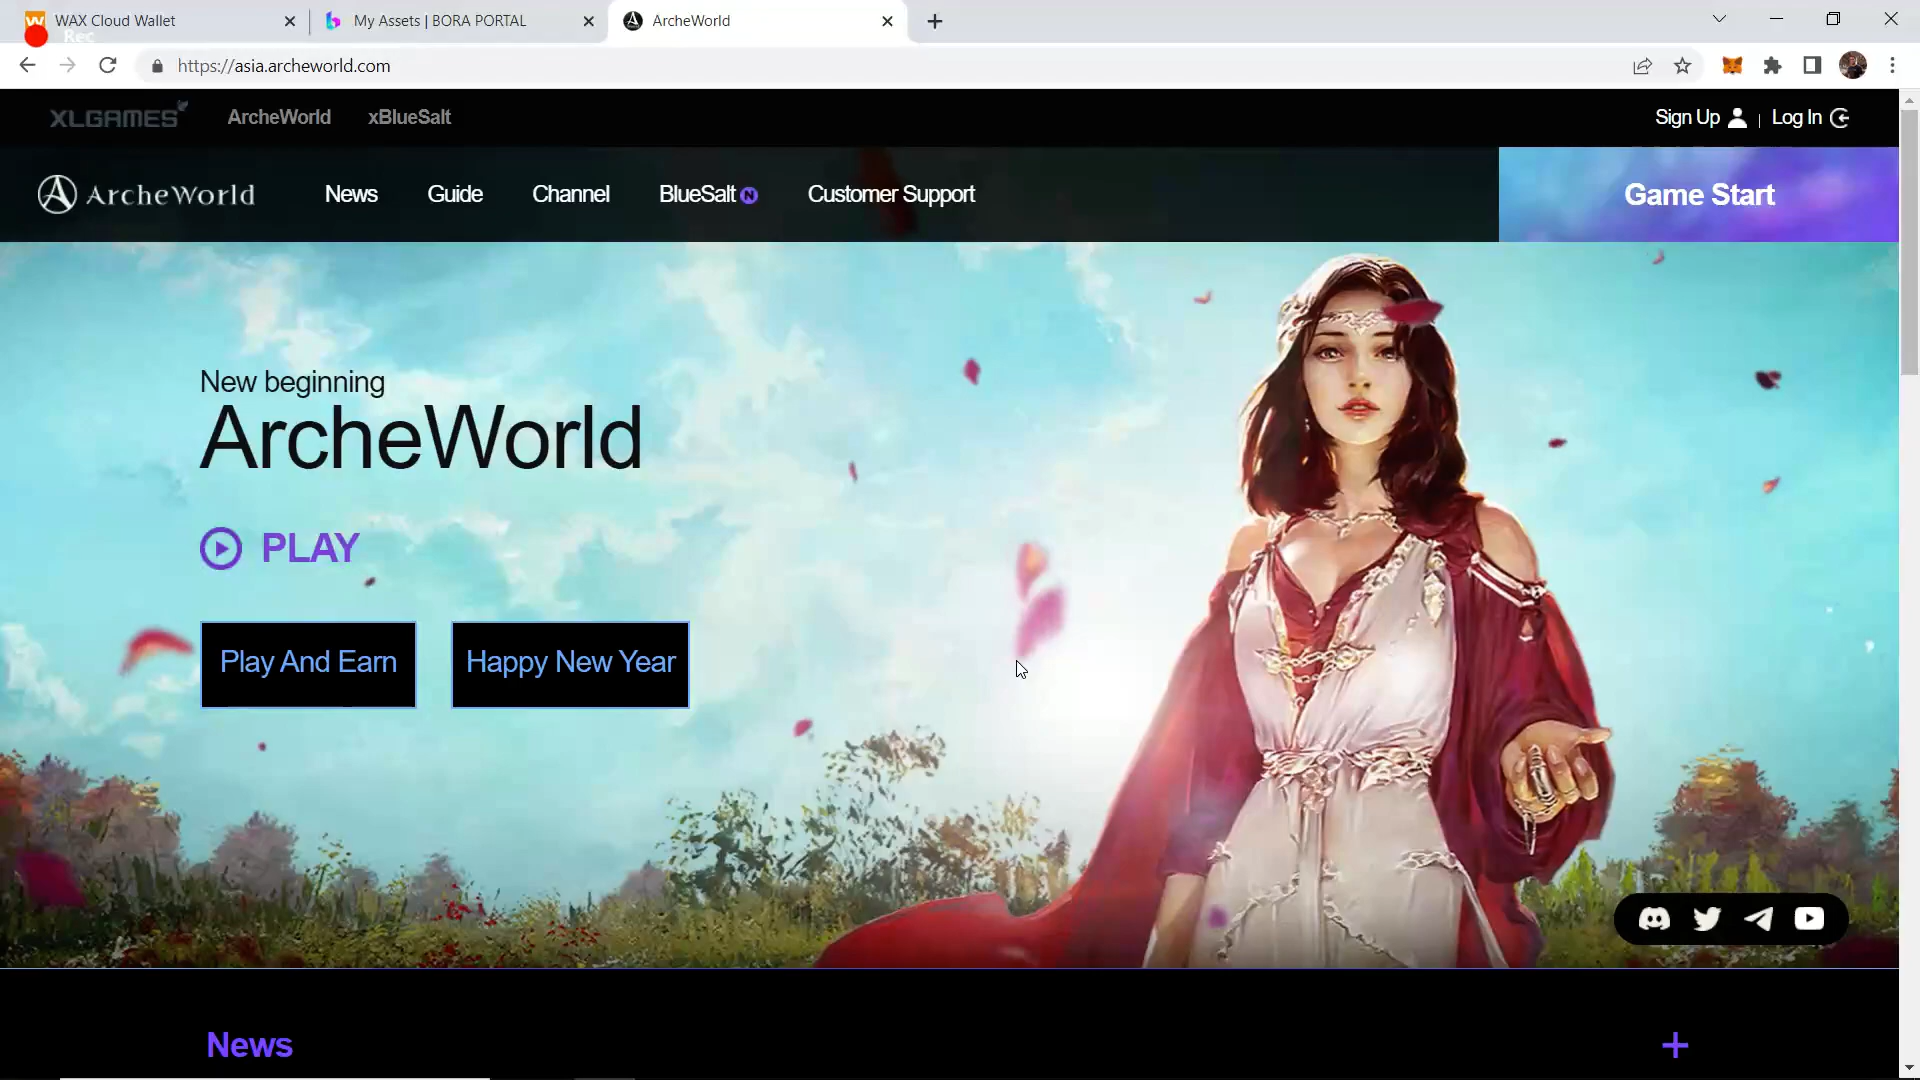 WAX Cloud Wallet
My Assets | BORA PORTAL
ArcheWorld
Rec
https://asia.archeworld.com
XLGAMES
ArcheWorld
xBlueSalt
Sign Up
Log In
ArcheWorld
News
Guide
Channel
BlueSalt N
Customer Support
Game Start
New beginning
ArcheWorld
PLAY
Play And Earn
Happy New Year
News
+